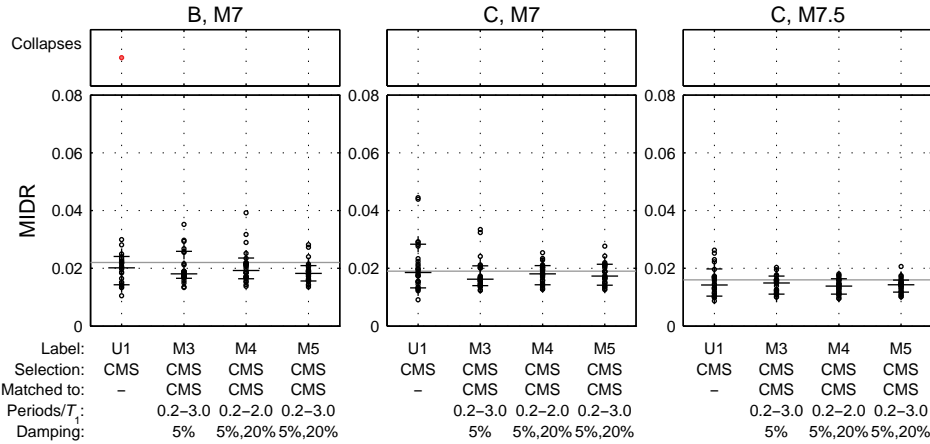 B, M7 C, M7 C, M7.5
Collapses
0.08 0.08 0.08
0.06 0.06 0.06
MIDR
0.04 0.04 0.04
0.02 0.02 0.02
0 0 0
Label: U1 M3 M4 M5 U1 M3 M4 M5 U1 M3 M4 M5
Selection: CMS CMS CMS CMS CMS CMS CMS CMS CMS CMS CMS CMS
Matched to: – CMS CMS CMS – CMS CMS CMS – CMS CMS CMS
Periods/T1: 0.2–3.0 0.2–2.0 0.2–3.0 0.2–3.0 0.2–2.0 0.2–3.0 0.2–3.0 0.2–2.0 0.2–3.0
Damping: 5% 5%,20% 5%,20% 5% 5%,20% 5%,20% 5% 5%,20% 5%,20%